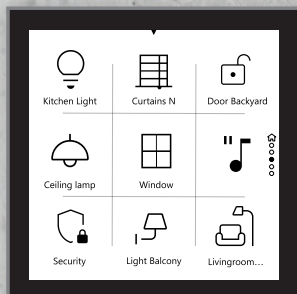 Kitchen Light
Curtains N
Door Backyard
Ceiling lamp
Window
Security
Light Balcony
Livingroom...